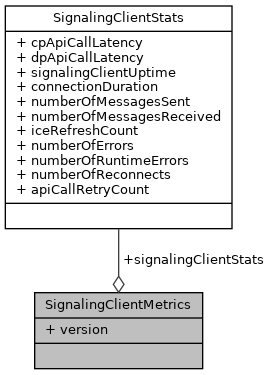 SignalingClientStats
+ cpApiCallLatency
+ dpApiCallLatency
+ signalingClientUptime
+ connectionDuration
+ numberOfMessagesSent
+ numberOfMessagesReceived
+ iceRefreshCount
+ numberOfErrors
+ numberOfRuntimeErrors
+ numberOfReconnects
+ apiCallRetryCount
+signalingClientStats
SignalingClientMetrics
+ version